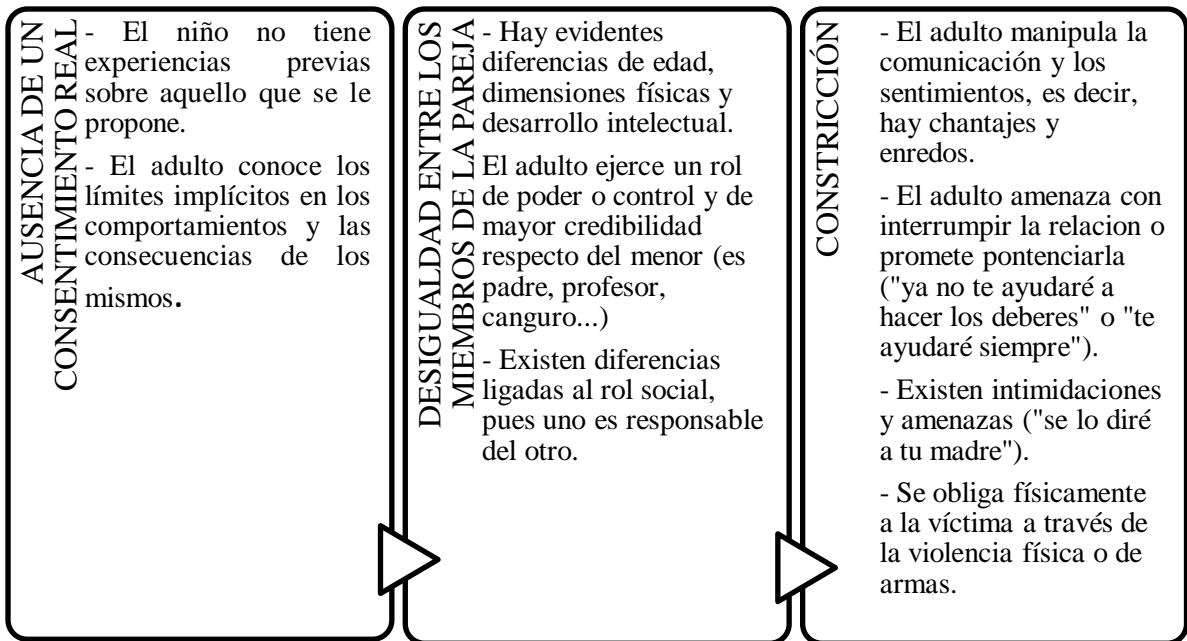 AUSENCIA DE UN
CONSENTIMIENTO REAL
- El niño no tiene
experiencias previas
sobre aquello que se le
propone.
- El adulto conoce los
límites implícitos en los
comportamientos y las
consecuencias de los
mismos.
DESIGUALDAD ENTRE LOS
MIEMBROS DE LA PAREJA
- Hay evidentes
diferencias de edad,
dimensiones físicas y
desarrollo intelectual.
El adulto ejerce un rol
de poder o control y de
mayor credibilidad
respecto del menor (es
padre, profesor,
canguro...)
- Existen diferencias
ligadas al rol social,
pues uno es responsable
del otro.
CONSTRICCIÓN
- El adulto manipula la
comunicación y los
sentimientos, es decir,
hay chantajes y
enredos.
- El adulto amenaza con
interrumpir la relacion o
promete pontenciarla
("ya no te ayudaré a
hacer los deberes" o "te
ayudaré siempre").
- Existen intimidaciones
y amenazas ("se lo diré
a tu madre").
- Se obliga físicamente
a la víctima a través de
la violencia física o de
armas.